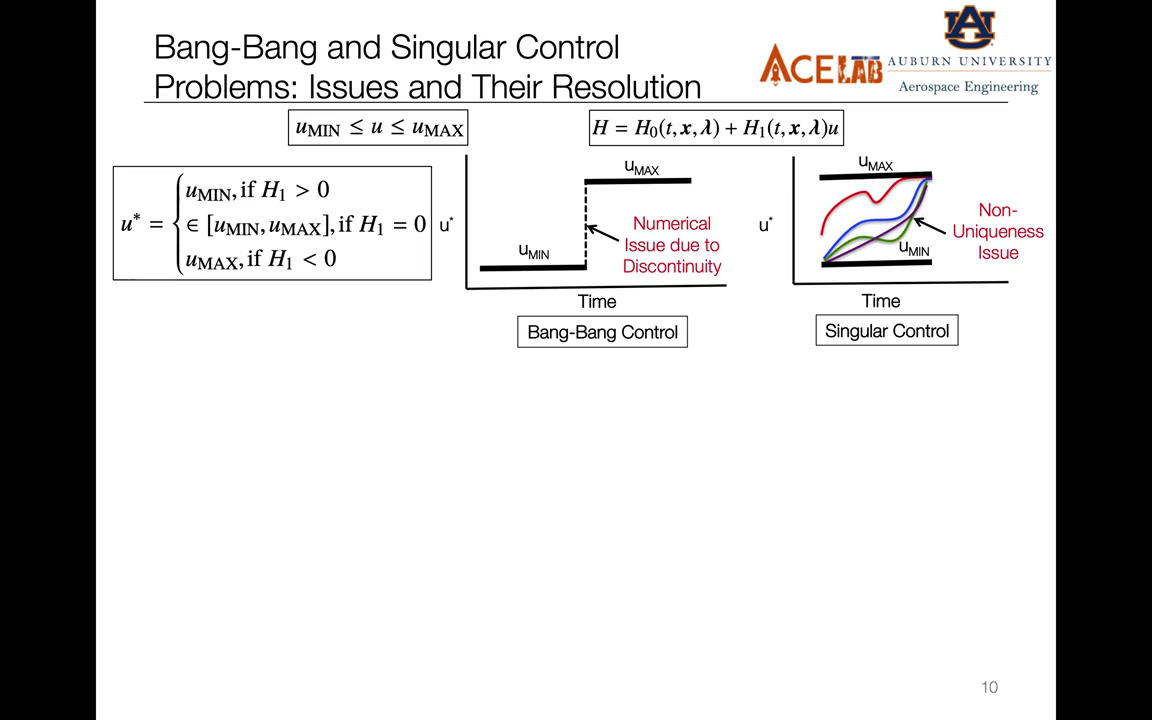 Bang-Bang and Singular Control
Problems: Issues and Their Resolution
ACELAB
AUBURN UNIVERSITY
Aerospace Engineering
u_MIN ≤ u ≤ u_MAX
H = H₀(t, x, λ) + H₁(t, x, λ)u
u* = { u_MIN, if H₁ > 0
∈ [u_MIN, u_MAX], if H₁ = 0
u_MAX, if H₁ < 0
u*
u_MAX
u_MIN
Numerical
Issue due to
Discontinuity
Time
Bang-Bang Control
u*
u_MAX
u_MIN
Non-
Uniqueness
Issue
Time
Singular Control
10